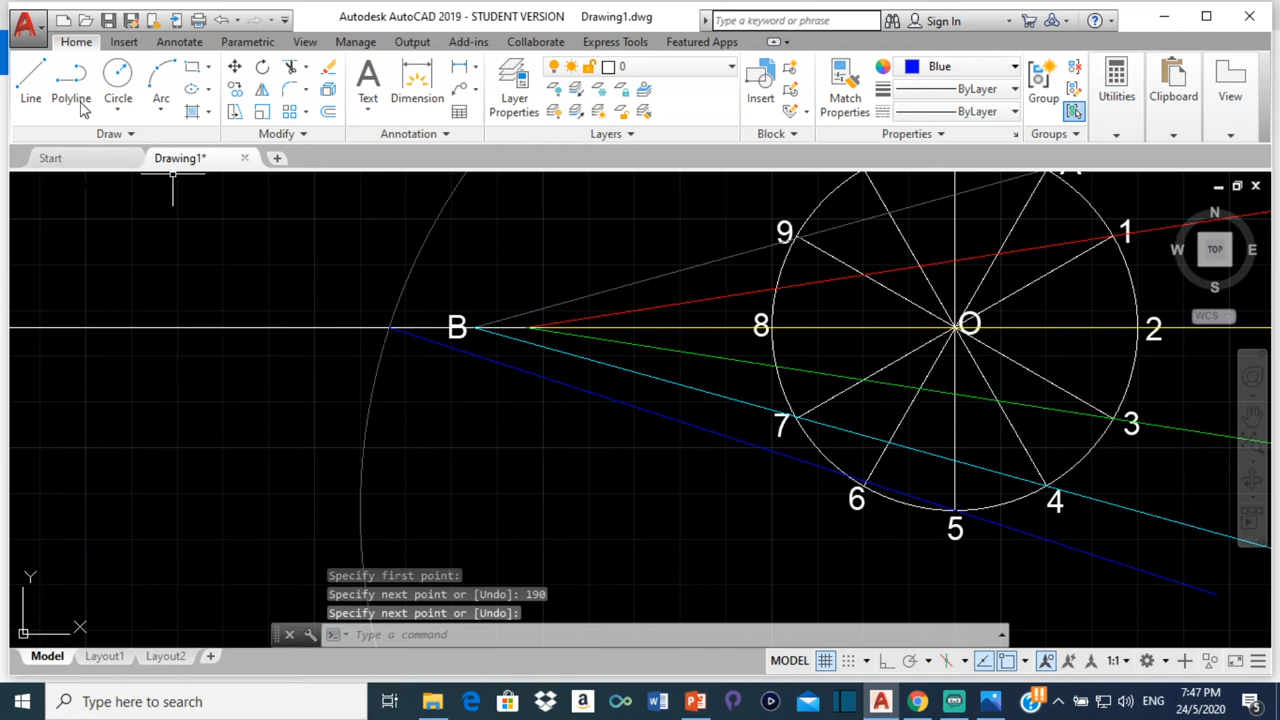 Autodesk AutoCAD 2019 - STUDENT VERSION Drawing1.dwg
Type a keyword or phrase
Sign In
Home Insert Annotate Parametric View Manage Output Add-ins Collaborate Express Tools Featured Apps
Line Polyline Circle Arc
Text Dimension
Layer Properties
0
Insert
Match Properties
Blue
ByLayer
ByLayer
Group
Utilities
Clipboard
View
Draw Modify Annotation Layers Block Properties Groups
Start Drawing1*
N
W TOP E
S
WCS
9
1
B
8
O
2
7
3
6
4
5
Y
X
Specify first point:
Specify next point or [Undo]: 190
Specify next point or [Undo]:
Type a command
Model Layout1 Layout2
MODEL
1:1
Type here to search
ENG
7:47 PM
24/5/2020
5